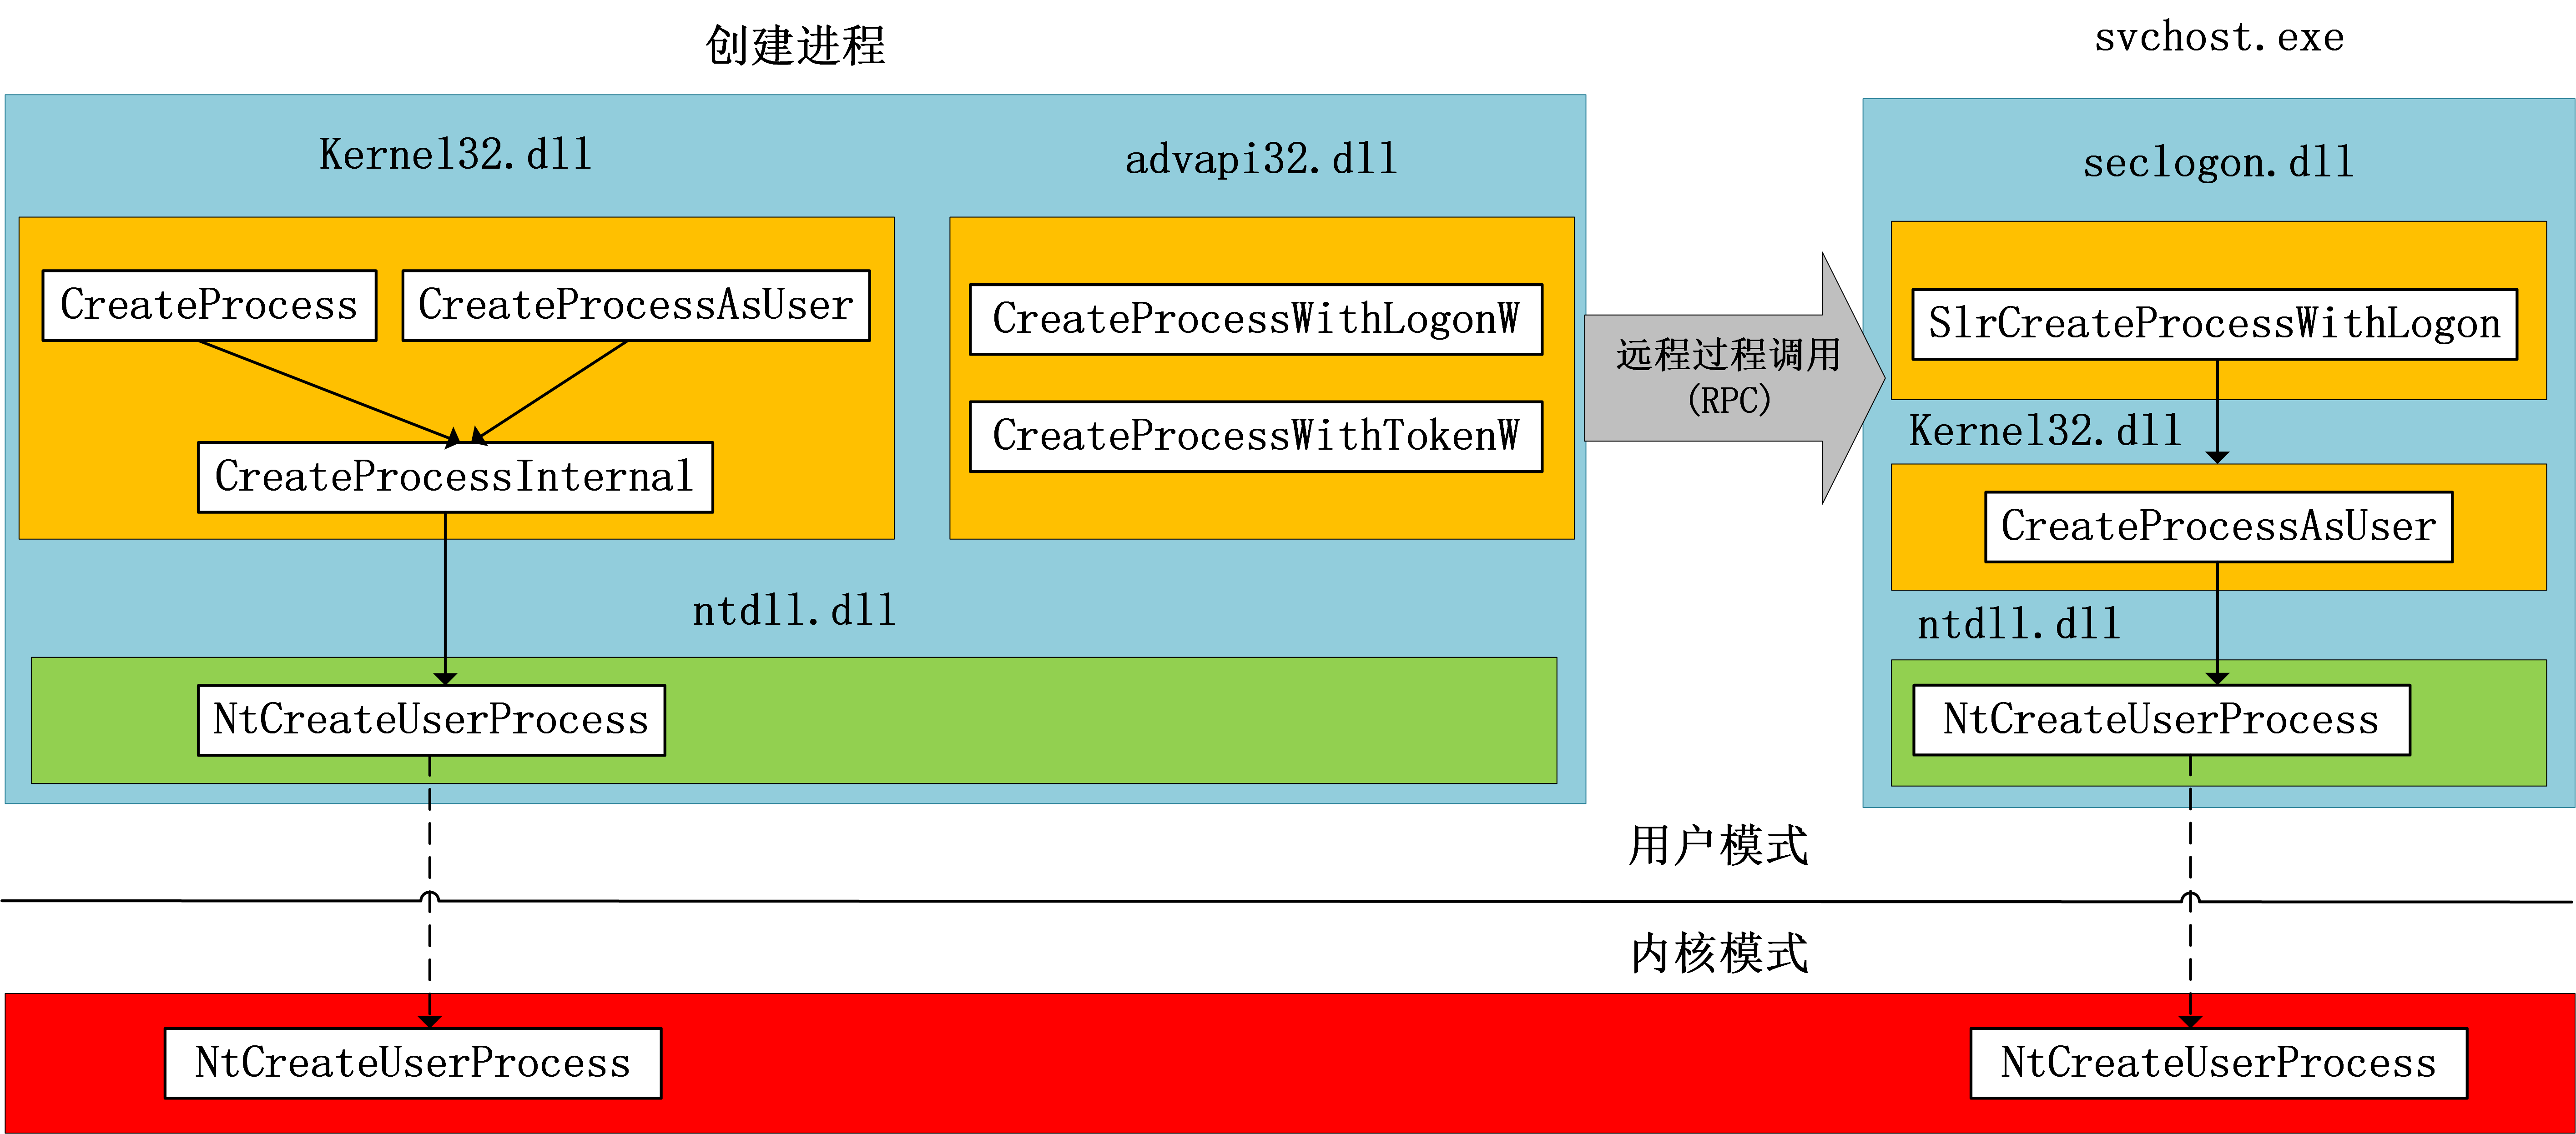 创建进程
svchost.exe
Kernel32.dll
advapi32.dll
seclogon.dll
CreateProcess
CreateProcessAsUser
CreateProcessInternal
CreateProcessWithLogonW
CreateProcessWithTokenW
远程过程调用
(RPC)
SlrCreateProcessWithLogon
Kernel32.dll
CreateProcessAsUser
ntdll.dll
NtCreateUserProcess
ntdll.dll
NtCreateUserProcess
用户模式
内核模式
NtCreateUserProcess
NtCreateUserProcess